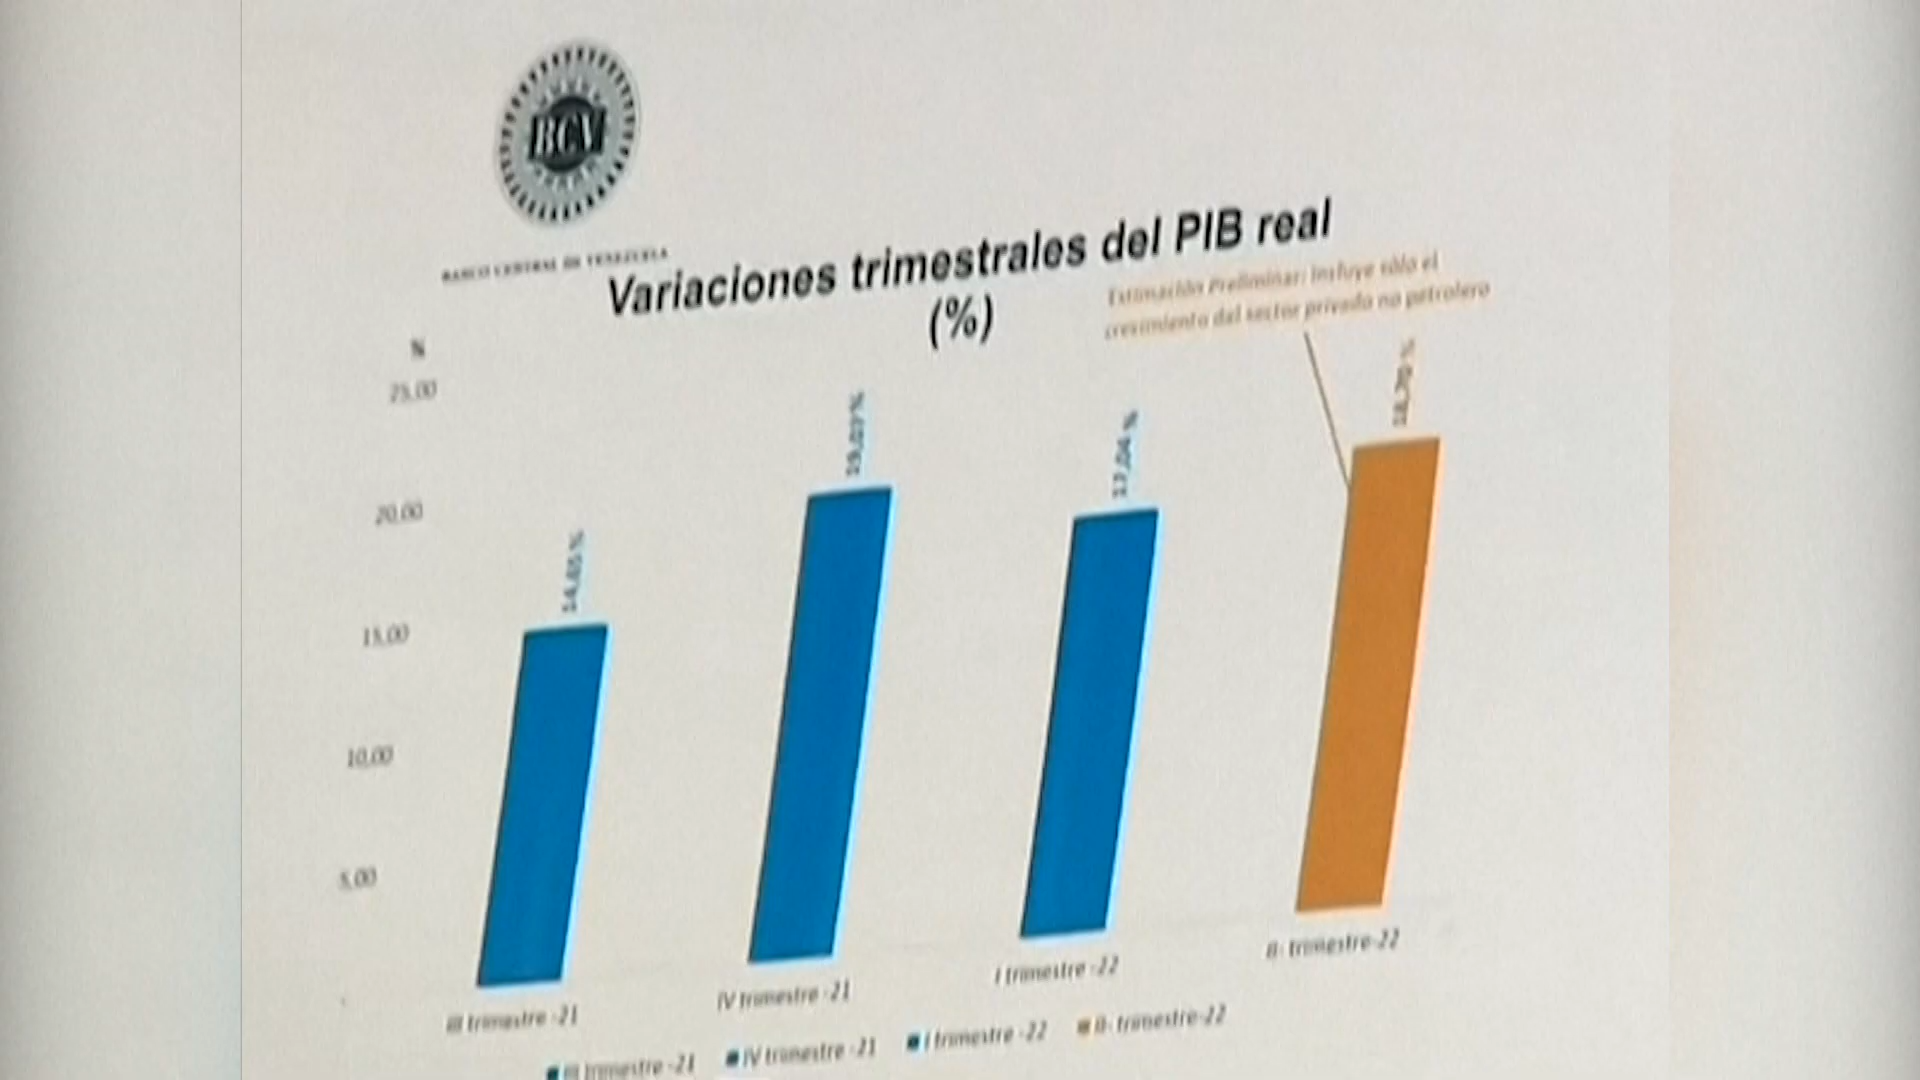 BCV
BANCO CENTRAL DE VENEZUELA
Variaciones trimestrales del PIB real
(%)
Estimación Preliminar: Incluye sólo el
crecimiento del sector privado no petrolero
%
25,00
20,00
15,00
10,00
5,00
14,65 %
19,07 %
17,04 %
18,70 %
III trimestre -21
IV trimestre -21
I trimestre -22
II- trimestre-22
III trimestre -21
IV trimestre -21
I trimestre -22
II- trimestre-22